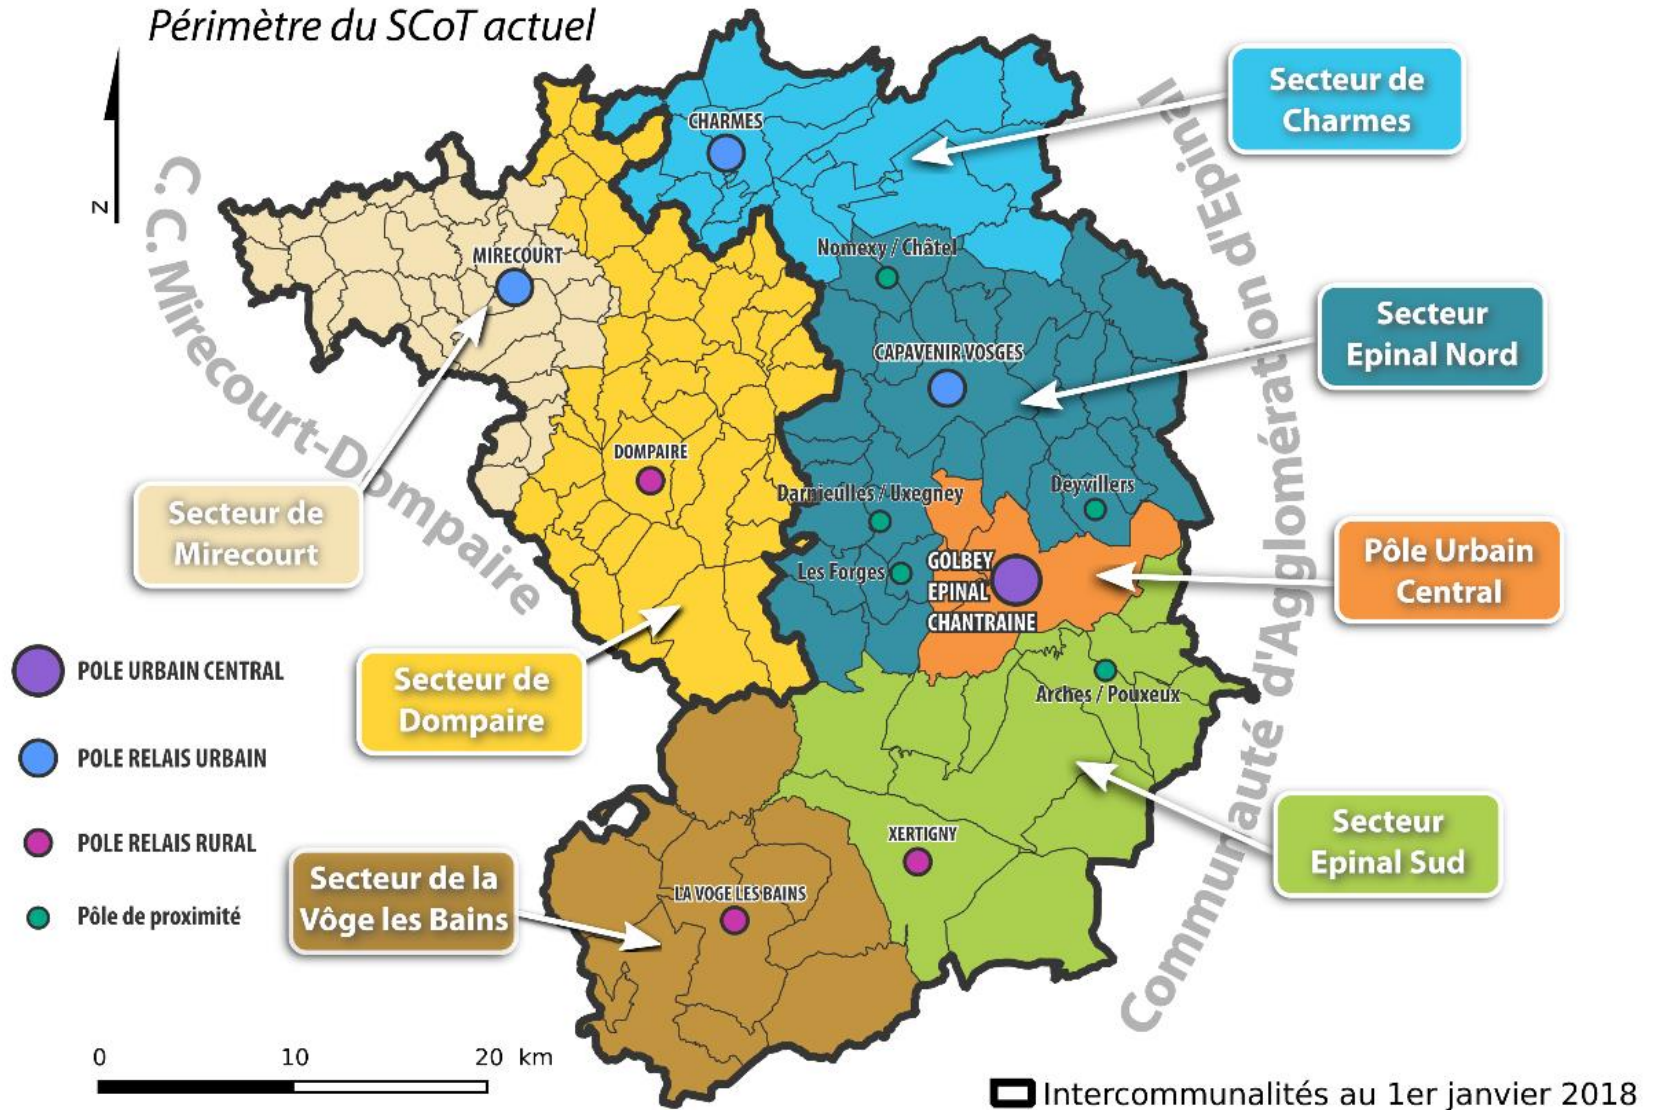 Périmètre du SCoT actuel
N
C.C. Mirecourt-Dompaire
Communauté d'Agglomération d'Epinal
Secteur de
Charmes
CHARMES
MIRECOURT
Nomexy / Châtel
Secteur
Epinal Nord
CAPAVENIR VOSGES
DOMPAIRE
Darnieulles / Uxegney
Deyvillers
Secteur de
Mirecourt
Les Forges
GOLBEY
EPINAL
CHANTRAINE
Pôle Urbain
Central
POLE URBAIN CENTRAL
Secteur de
Dompaire
Arches / Pouxeux
POLE RELAIS URBAIN
POLE RELAIS RURAL
XERTIGNY
Secteur
Epinal Sud
Secteur de la
Vôge les Bains
LA VOGE LES BAINS
Pôle de proximité
0 10 20 km
Intercommunalités au 1er janvier 2018